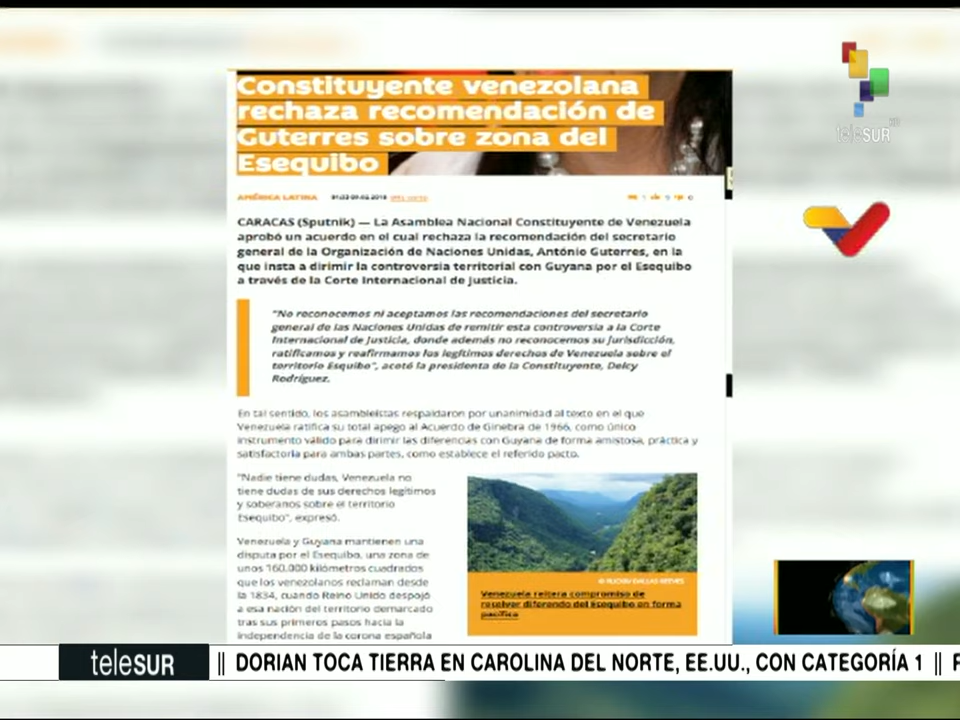 Constituyente venezolana
rechaza recomendación de
Guterres sobre zona del
Esequibo
teleSUR
AMÉRICA LATINA
CARACAS (Sputnik) — La Asamblea Nacional Constituyente de Venezuela
aprobó un acuerdo en el cual rechaza la recomendación del secretario
general de la Organización de Naciones Unidas, António Guterres, en la
que insta a dirimir la controversia territorial con Guyana por el Esequibo
a través de la Corte Internacional de Justicia.
"No reconocemos ni aceptamos las recomendaciones del secretario
general de las Naciones Unidas de remitir esta controversia a la Corte
Internacional de Justicia, donde además no reconocemos su jurisdicción,
ratificamos y reafirmamos los legítimos derechos de Venezuela sobre el
territorio Esquibo", acotó la presidenta de la Constituyente, Delcy
Rodríguez.
En tal sentido, los asambleístas respaldaron por unanimidad al texto en el que
Venezuela ratifica su total apego al Acuerdo de Ginebra de 1966, como único
instrumento válido para dirimir las diferencias con Guyana de forma amistosa, práctica y
satisfactoria para ambas partes, como establece el referido pacto.
"Nadie tiene dudas, Venezuela no
tiene dudas de sus derechos legítimos
y soberanos sobre el territorio
Esequibo", expresó.
Venezuela y Guyana mantienen una
disputa por el Esequibo, una zona de
unos 160.000 kilómetros cuadrados
que los venezolanos reclaman desde
la 1834, cuando Reino Unido despojó
a esa nación del territorio demarcado
tras sus primeros pasos hacia la
independencia de la corona española
Venezuela reitera compromiso de
resolver diferendo del Esequibo en forma
pacífica
teleSUR || DORIAN TOCA TIERRA EN CAROLINA DEL NORTE, EE.UU., CON CATEGORÍA 1 ||